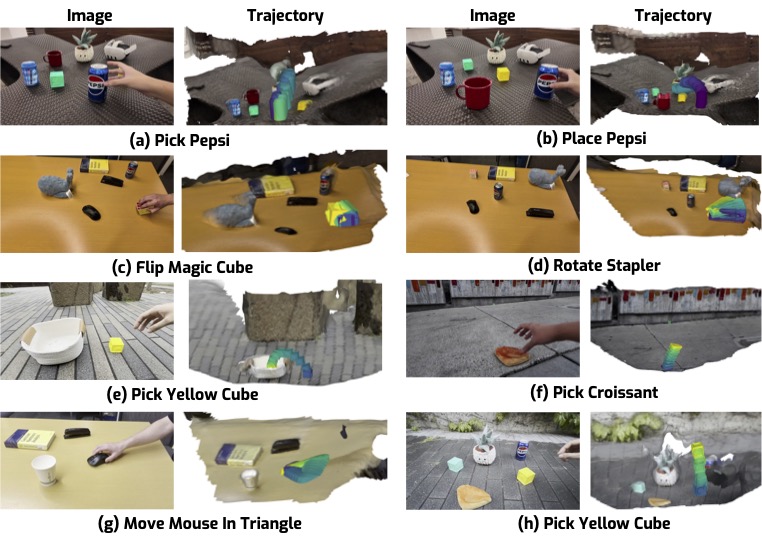 Image Trajectory Image Trajectory
PEPSI
(a) Pick Pepsi (b) Place Pepsi
(c) Flip Magic Cube (d) Rotate Stapler
(e) Pick Yellow Cube (f) Pick Croissant
(g) Move Mouse In Triangle (h) Pick Yellow Cube